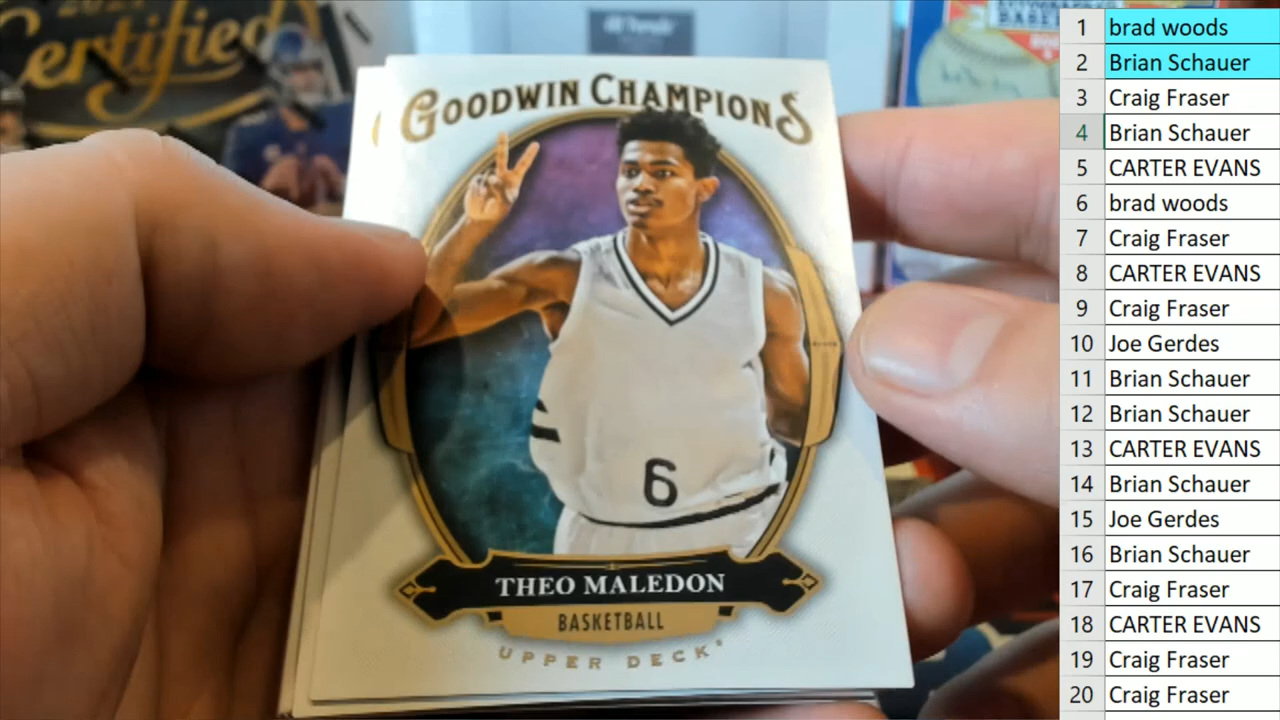 2021
Certified
GOODWIN CHAMPIONS
6
THEO MALEDON
BASKETBALL
UPPER DECK
1 brad woods
2 Brian Schauer
3 Craig Fraser
4 Brian Schauer
5 CARTER EVANS
6 brad woods
7 Craig Fraser
8 CARTER EVANS
9 Craig Fraser
10 Joe Gerdes
11 Brian Schauer
12 Brian Schauer
13 CARTER EVANS
14 Brian Schauer
15 Joe Gerdes
16 Brian Schauer
17 Craig Fraser
18 CARTER EVANS
19 Craig Fraser
20 Craig Fraser